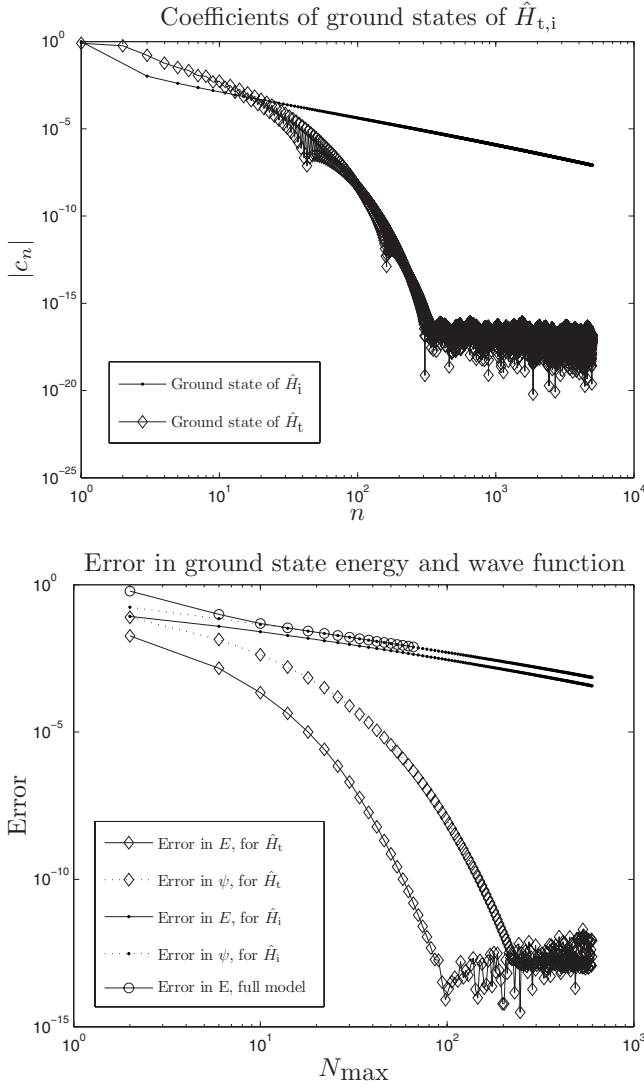 Coefficients of ground states of Ĥt,i
10^0
10^-5
10^-10
10^-15
10^-20
10^-25
|c_n|
Ground state of Ĥi
Ground state of Ĥt
10^0
10^1
10^2
10^3
10^4
n
Error in ground state energy and wave function
10^0
10^-5
10^-10
10^-15
Error
Error in E, for Ĥt
Error in ψ, for Ĥt
Error in E, for Ĥi
Error in ψ, for Ĥi
Error in E, full model
10^0
10^1
10^2
10^3
N_max